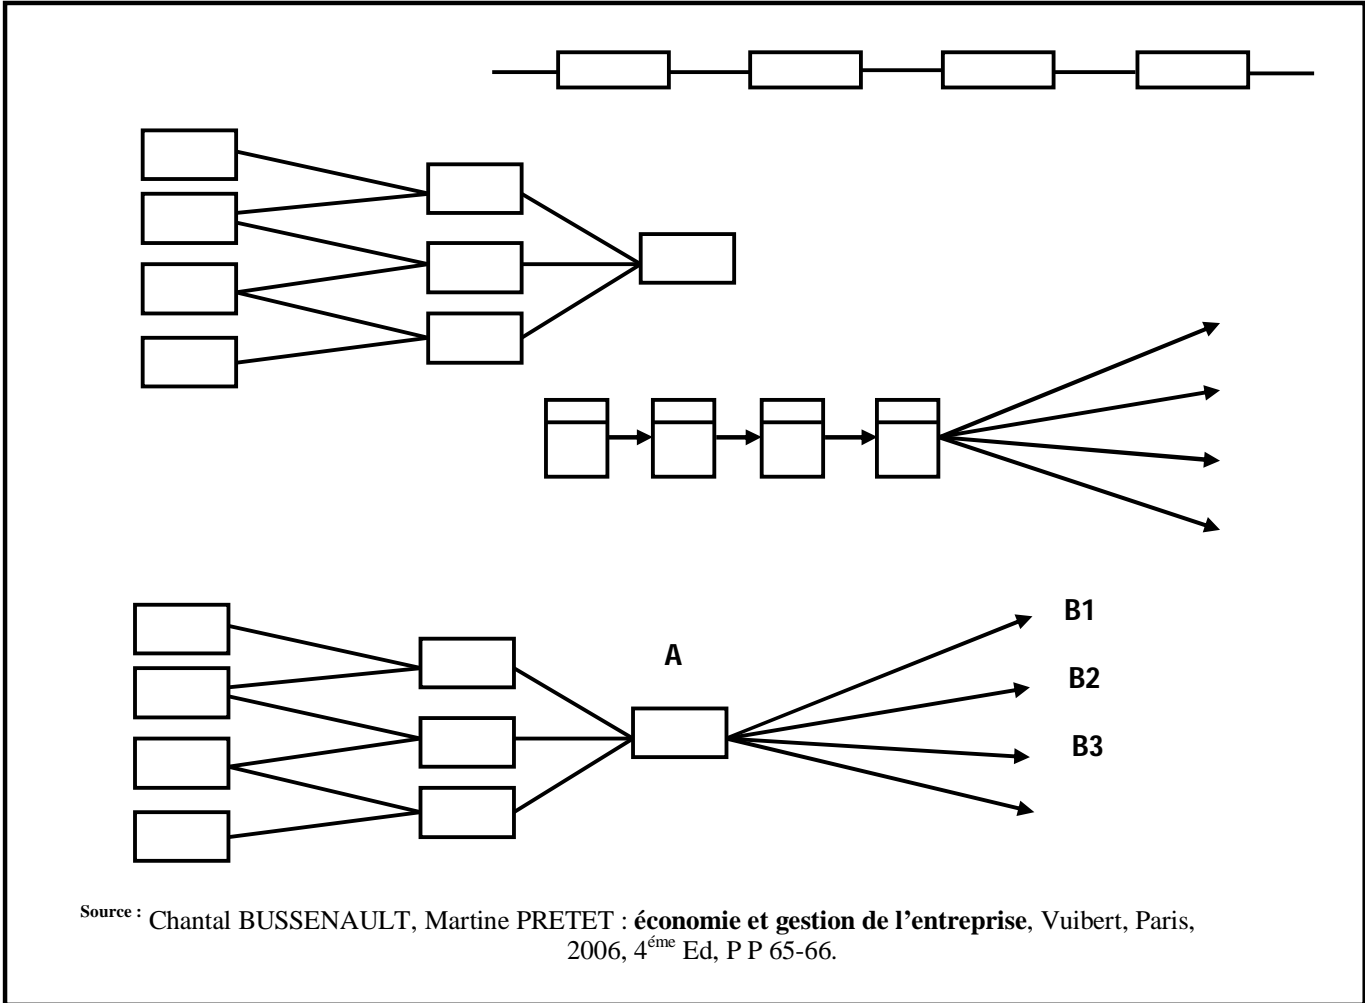 B1
A
B2
B3
Source : Chantal BUSSENAULT, Martine PRETET : économie et gestion de l'entreprise, Vuibert, Paris,
2006, 4éme Ed, P P 65-66.